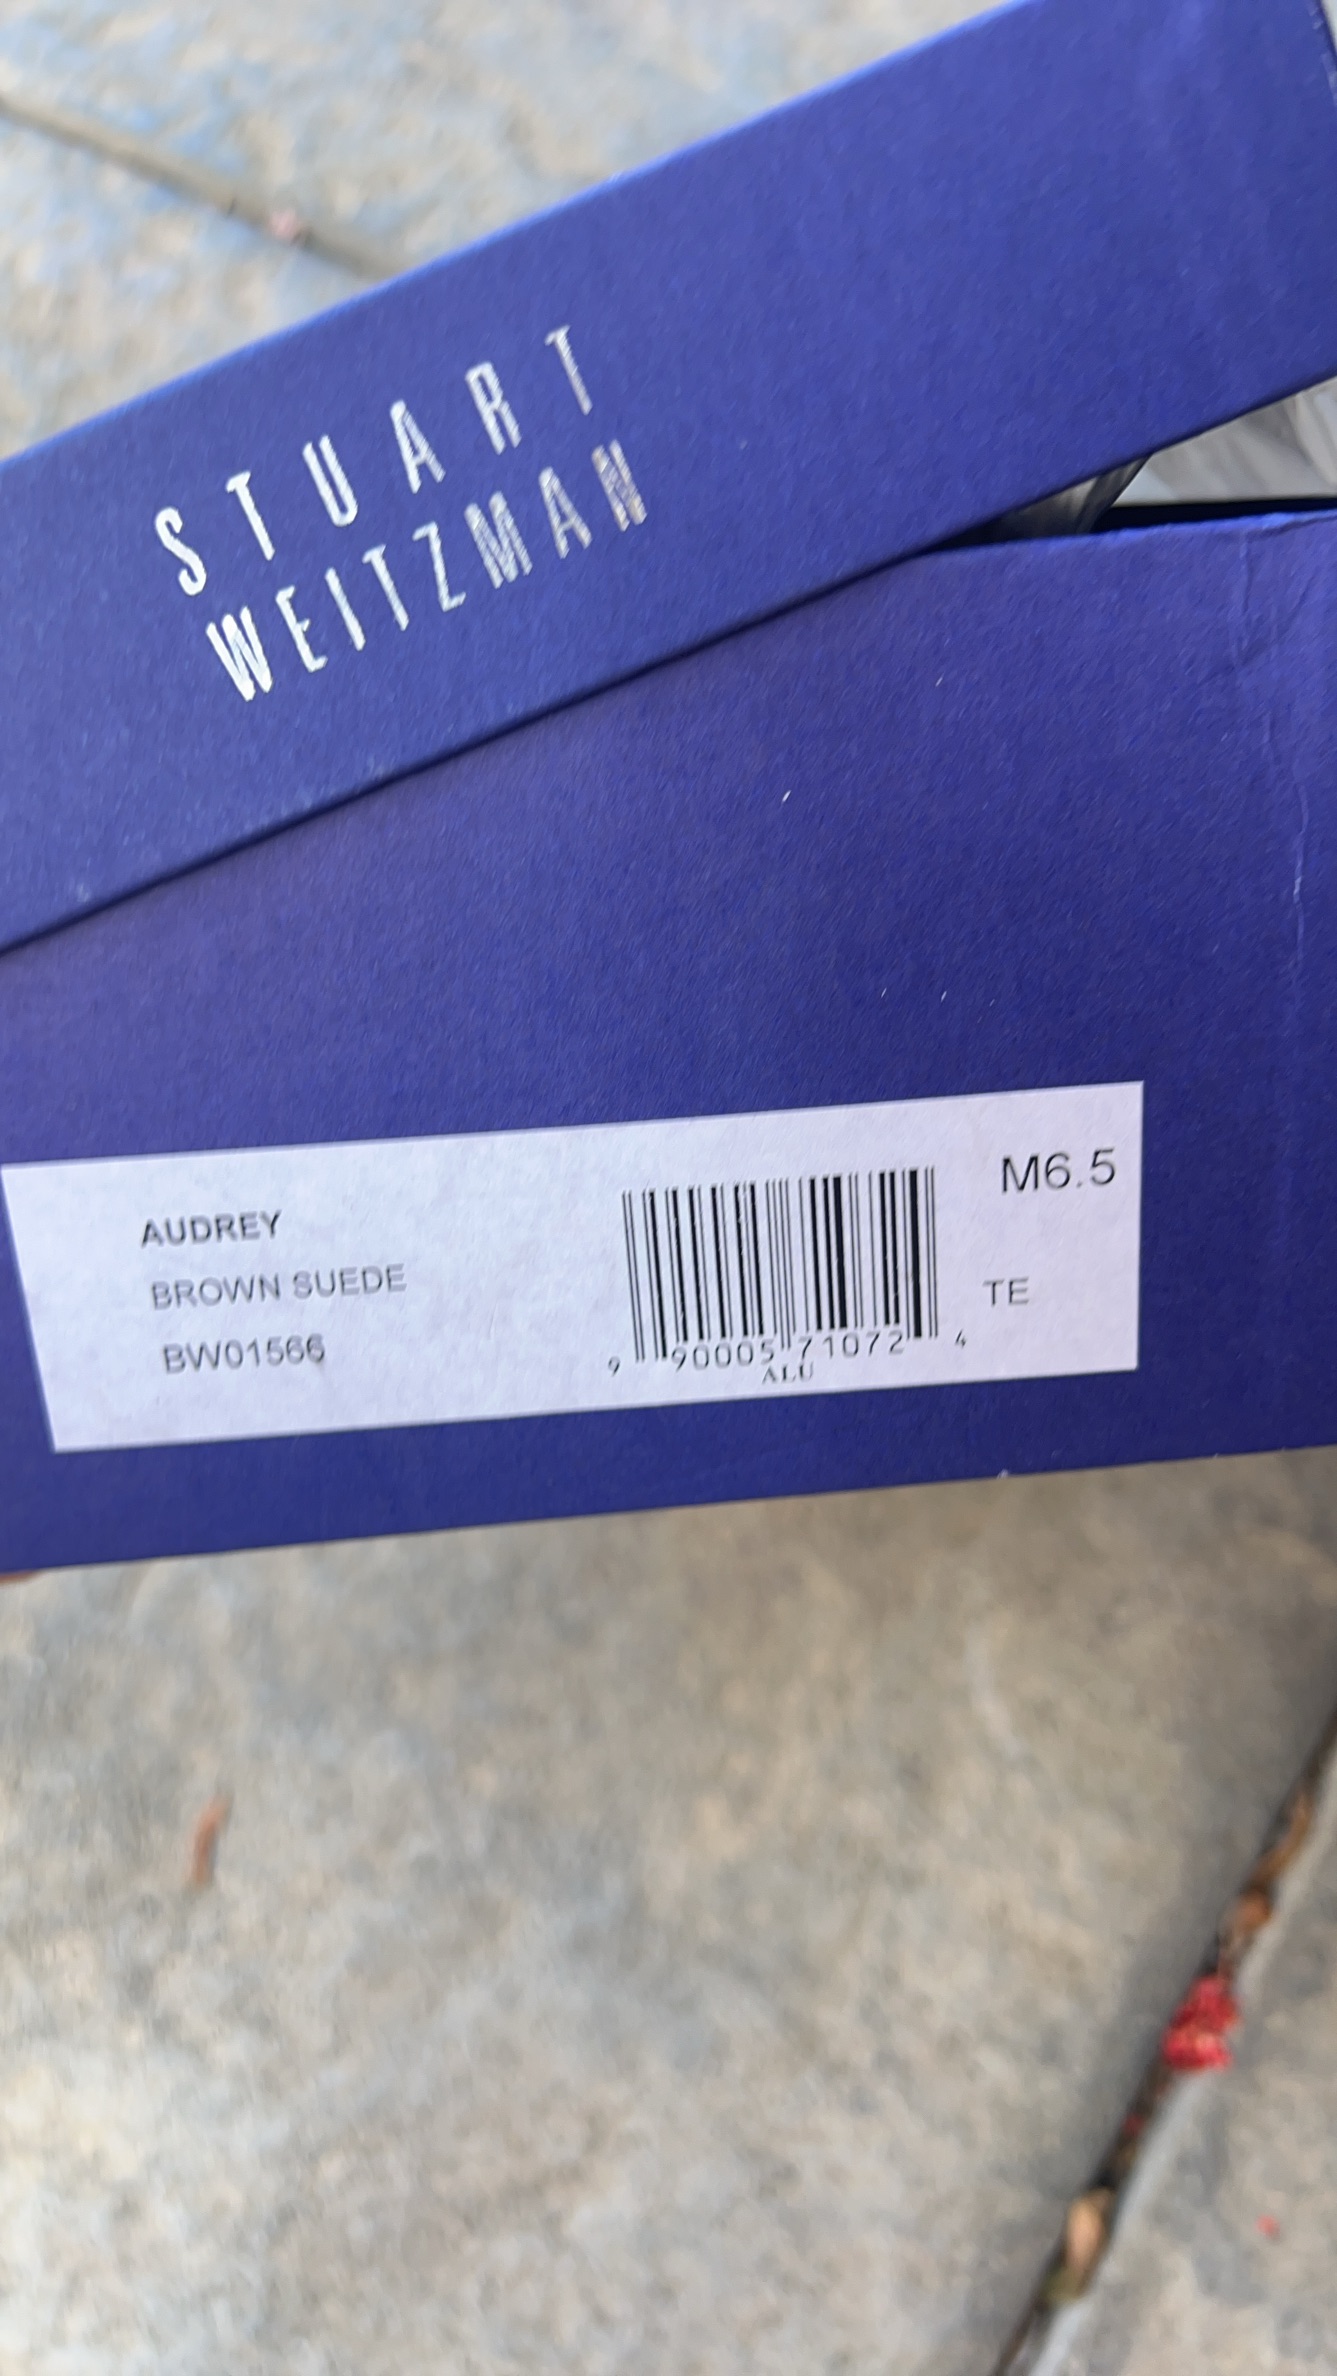 STUART
WEITZMAN
AUDREY
BROWN SUEDE
BW01566
M6.5
TE
9 90005 71072 4
ALU